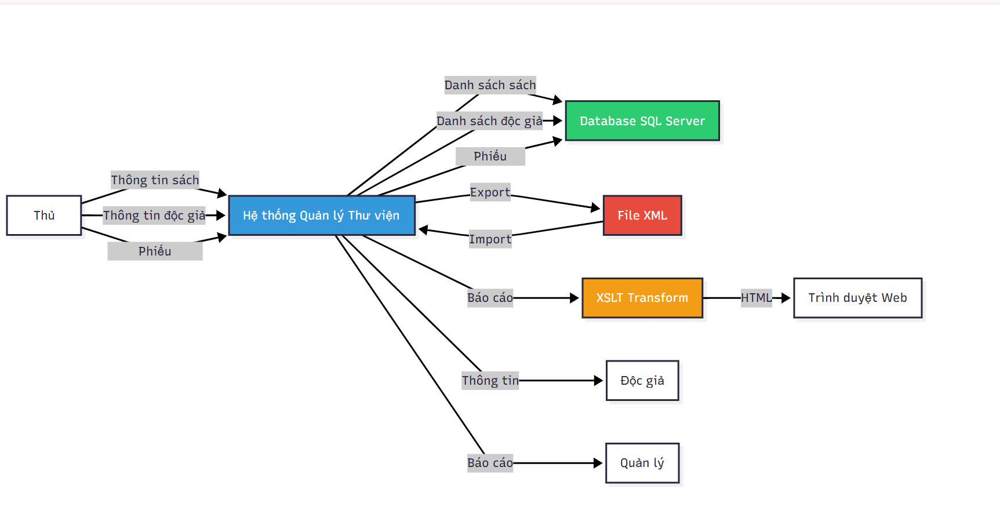 Thủ
Thông tin sách
Thông tin độc giả
Phiếu
Hệ thống Quản lý Thư viện
Danh sách sách
Danh sách độc giả
Phiếu
Database SQL Server
Export
Import
File XML
Báo cáo
XSLT Transform
HTML
Trình duyệt Web
Thông tin
Độc giả
Báo cáo
Quản lý